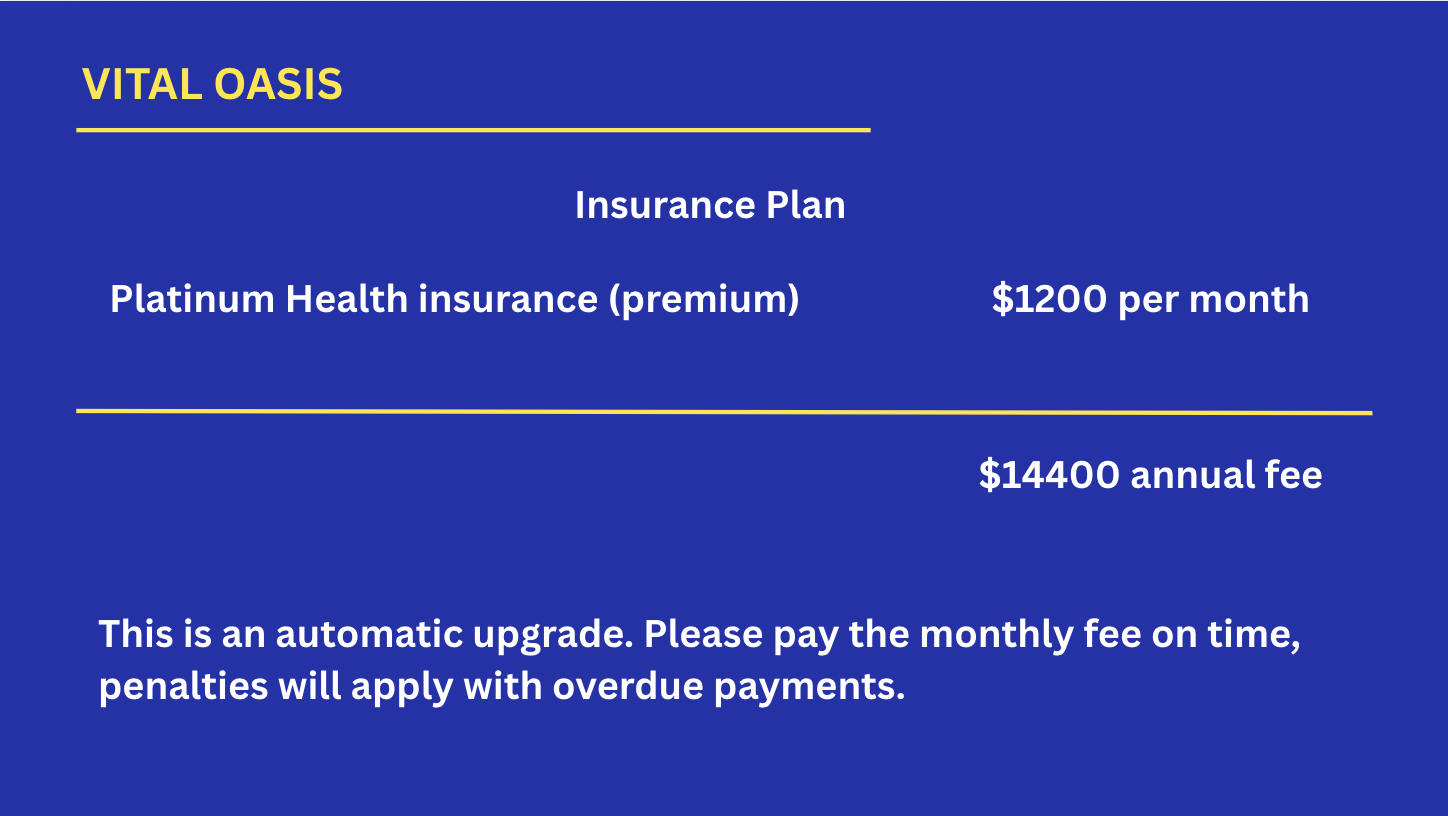 VITAL OASIS
Insurance Plan
Platinum Health insurance (premium) $1200 per month
$14400 annual fee
This is an automatic upgrade. Please pay the monthly fee on time,
penalties will apply with overdue payments.